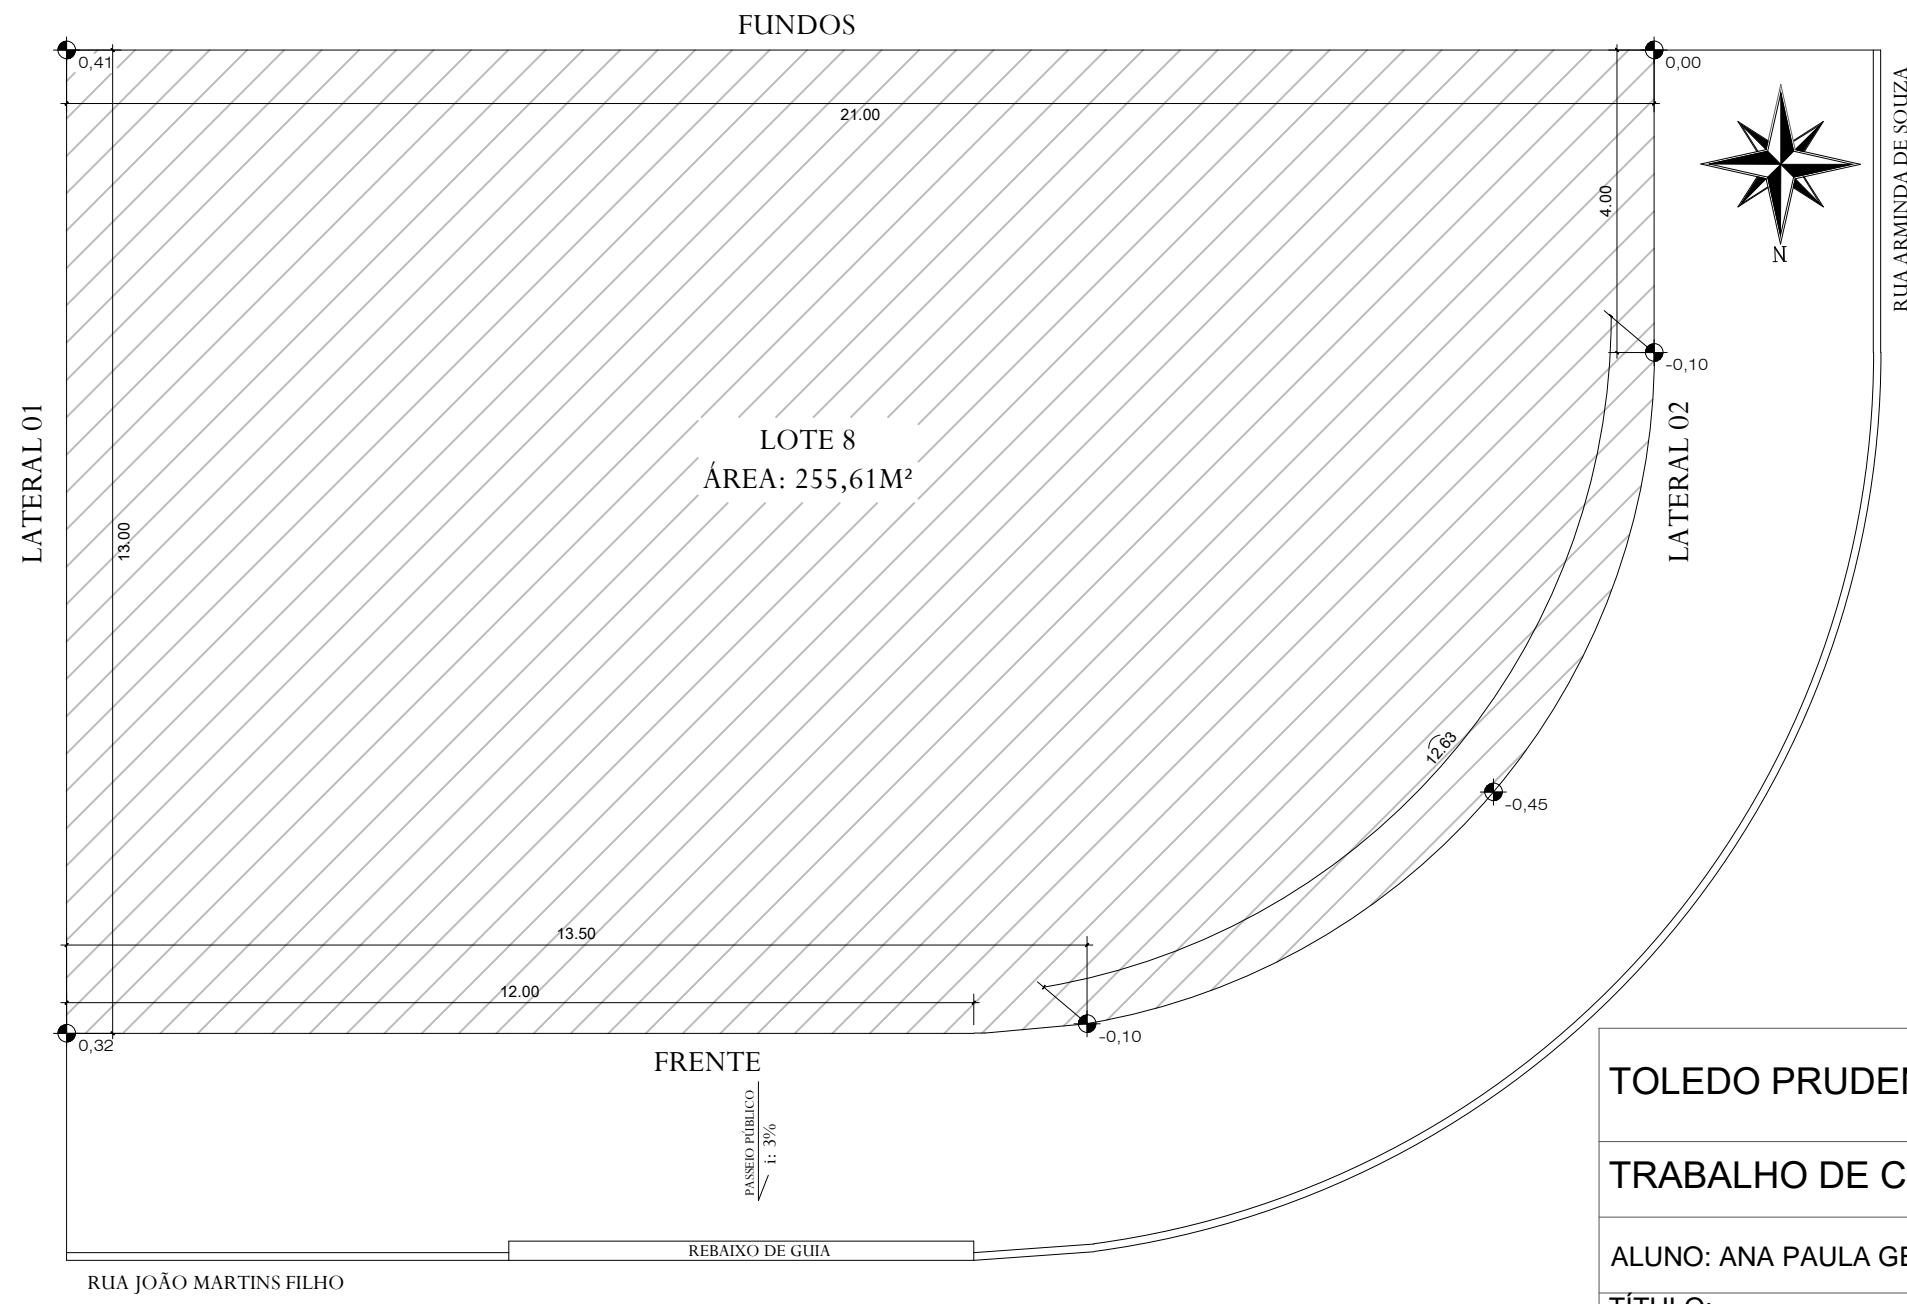 FUNDOS
0,41
0,00
21.00
RUA ARMINDA DE SOUZA
4.00
N
-0,10
LATERAL 01
LATERAL 02
LOTE 8
ÁREA: 255,61M²
13.00
12.63
-0,45
13.50
12.00
0,32
-0,10
FRENTE
PASSEIO PÚBLICO
i: 3%
REBAIXO DE GUIA
RUA JOÃO MARTINS FILHO
TOLEDO PRUDE
TRABALHO DE C
ALUNO: ANA PAULA GE
TÍTULO: